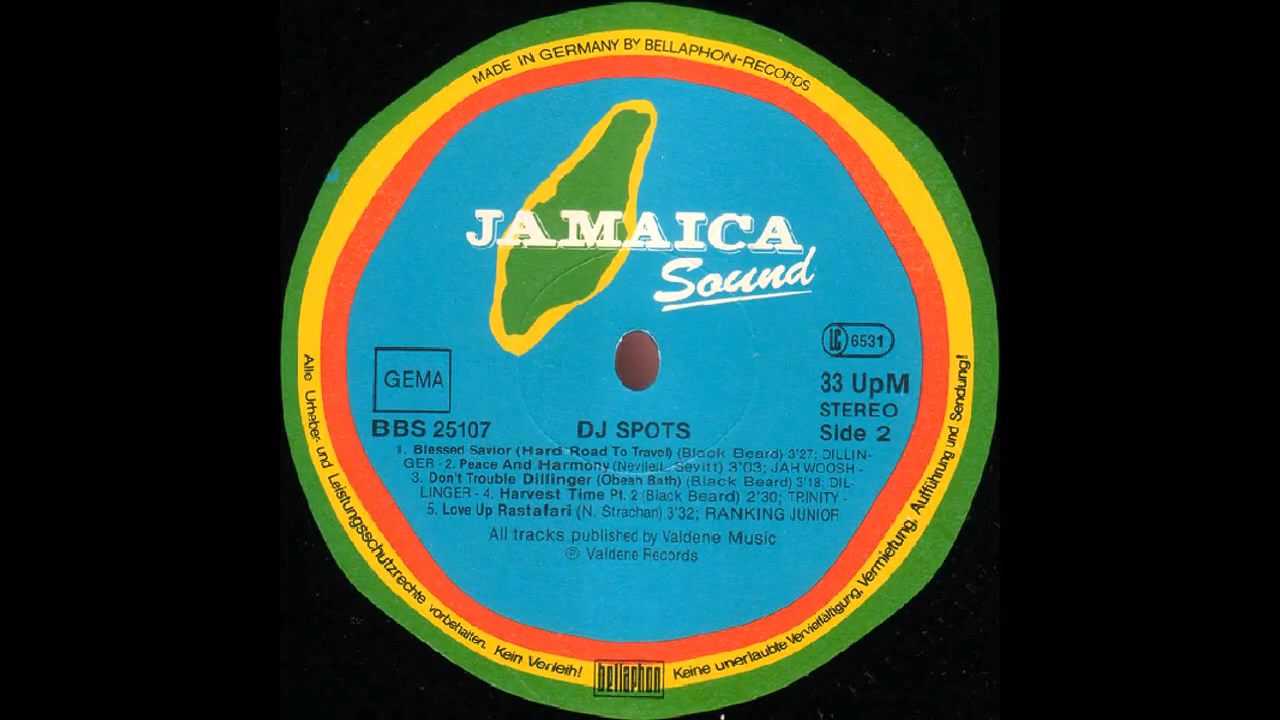 MADE IN GERMANY BY BELLAPHON-RECORDS
JAMAICA
Sound
LC 6531
GEMA
33 UpM
STEREO
BBS 25107
DJ SPOTS
Side 2
1. Blessed Savior (Hard Road To Travel) (Black Beard) 3'27; DILLIN-
GER - 2. Peace And Harmony (Nevile/L. Sevitt) 3'03; JAH WOOSH -
3. Don't Trouble Dillinger (Obeah Bath) (Black Beard) 3'18; DIL-
LINGER - 4. Harvest Time Pt. 2 (Black Beard) 2'30; TRINITY -
5. Love Up Rastafari (N. Strachan) 3'32; RANKING JUNIOR
All tracks published by Valdene Music
℗ Valdene Records
Alle Urheber- und Leistungsschutzrechte vorbehalten. Kein Verleih!
bellaphon
Keine unerlaubte Vervielfältigung, Vermietung, Aufführung und Sendung!